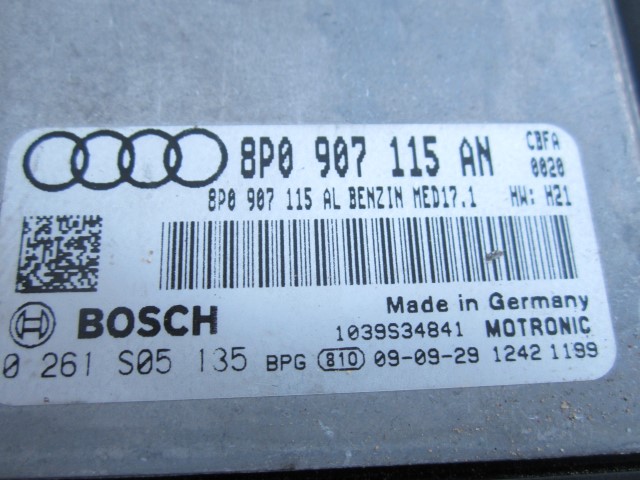 8P0 907 115 AN CBFA
0020
8P0 907 115 AL BENZIN MED17.1 HW: H21
BOSCH Made in Germany
1039S34841 MOTRONIC
0 261 S05 135 BPG 810 09-09-29 1242 1199